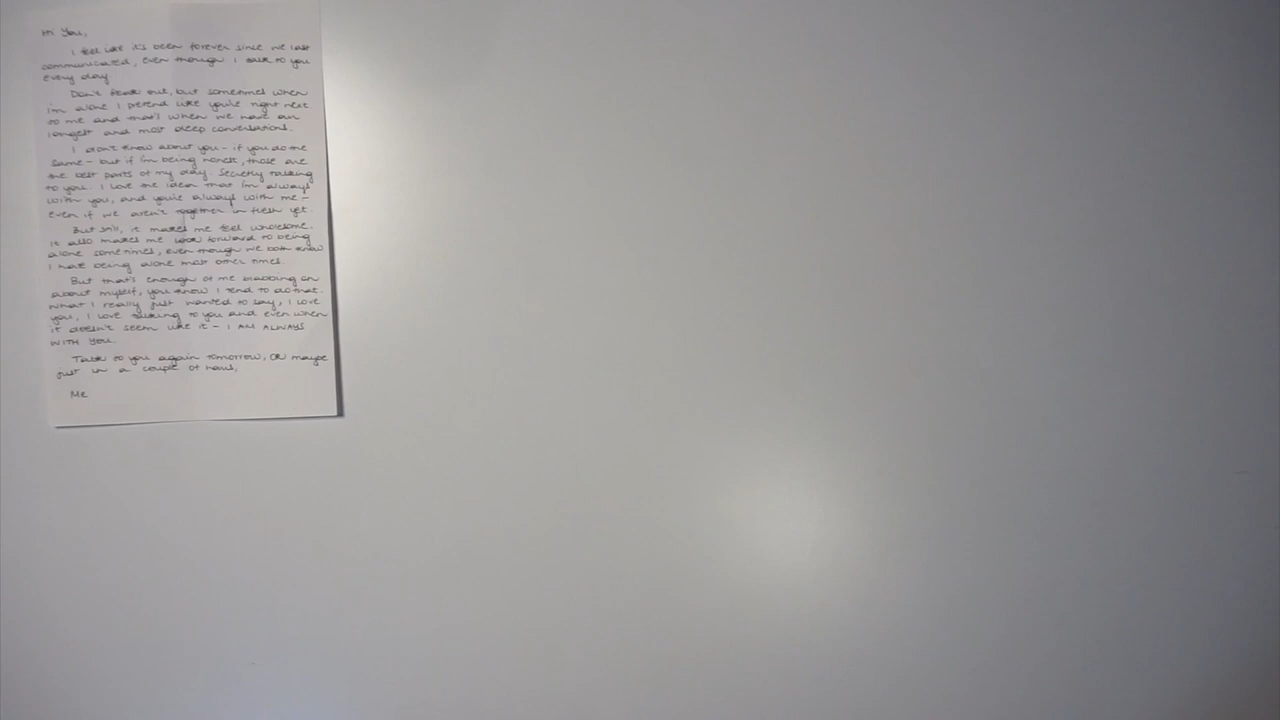 Hi You,
I feel like it's been forever since we last
communicated, even though I talk to you
every day.
Don't freak out, but sometimes when
i'm alone I pretend like you're right next
to me and that's when we have our
longest and most deep conversations.
I don't know about you - if you do the
same - but if i'm being honest, those are
the best parts of my day. Secretly talking
to you. I love the idea that i'm always
with you, and you're always with me -
even if we aren't together in flesh yet.
But still, it makes me feel wholesome.
It also makes me look forward to being
alone sometimes, even though we both know
I hate being alone most other times.
But that's enough of me blabbing on
about myself, you know I tend to do that.
What I really just wanted to say, I love
you, I love talking to you and even when
it doesn't seem like it - I AM ALWAYS
WITH YOU.
Talk to you again tomorrow, OR maybe
just in a couple of hours,
Me